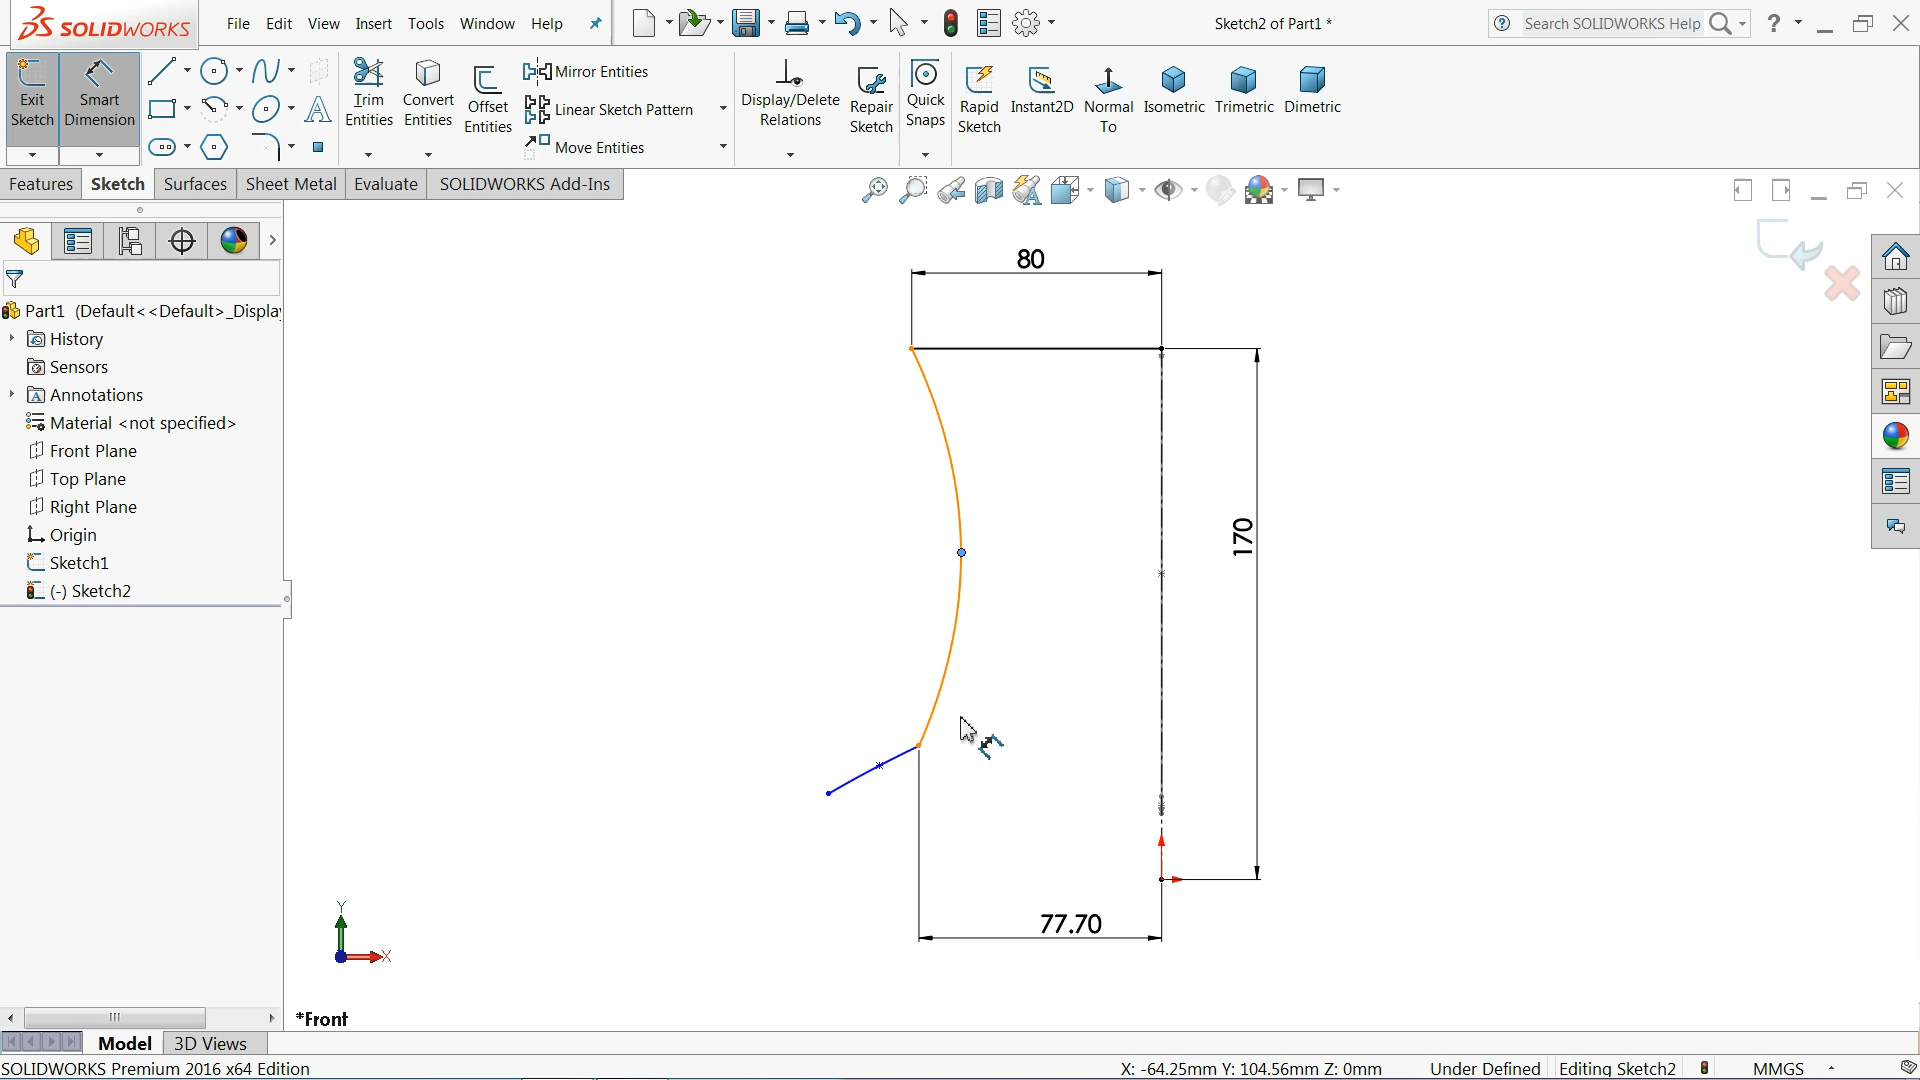 SOLIDWORKS
File Edit View Insert Tools Window Help
Sketch2 of Part1 *
Search SOLIDWORKS Help
Exit Sketch
Smart Dimension
Trim Entities
Convert Entities
Offset Entities
Mirror Entities
Linear Sketch Pattern
Move Entities
Display/Delete Relations
Repair Sketch
Quick Snaps
Rapid Sketch
Instant2D
Normal To
Isometric
Trimetric
Dimetric
Features Sketch Surfaces Sheet Metal Evaluate SOLIDWORKS Add-Ins
Part1 (Default<<Default>_Displa
History
Sensors
Annotations
Material <not specified>
Front Plane
Top Plane
Right Plane
Origin
Sketch1
(-) Sketch2
80
170
77.70
Y
X
*Front
Model 3D Views
SOLIDWORKS Premium 2016 x64 Edition
X: -64.25mm Y: 104.56mm Z: 0mm
Under Defined
Editing Sketch2
MMGS